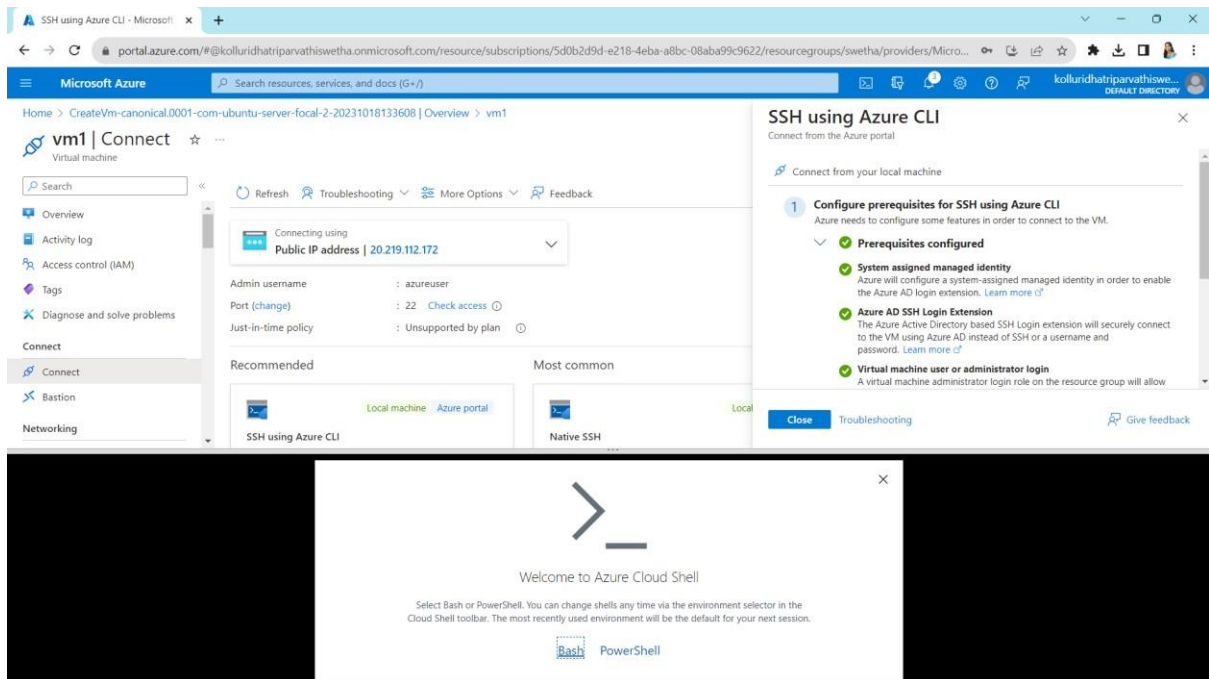 SSH using Azure CLI - Microsoft
portal.azure.com/#@kolluridhatriparvathiswetha.onmicrosoft.com/resource/subscriptions/5d0b2d9d-e218-4eba-a8bc-08aba99c9622/resourcegroups/swetha/providers/Micro...
Microsoft Azure
Search resources, services, and docs (G+/)
3
kolluridhatriparvathiswe...
DEFAULT DIRECTORY
Home > CreateVm-canonical.0001-com-ubuntu-server-focal-2-20231018133608 | Overview > vm1
vm1 | Connect
Virtual machine
Search
Overview
Activity log
Access control (IAM)
Tags
Diagnose and solve problems
Connect
Connect
Bastion
Networking
Refresh Troubleshooting More Options Feedback
Connecting using
Public IP address | 20.219.112.172
Admin username : azureuser
Port (change) : 22 Check access
Just-in-time policy : Unsupported by plan
Recommended
Most common
Local machine Azure portal
SSH using Azure CLI
Local
Native SSH
SSH using Azure CLI
Connect from the Azure portal
Connect from your local machine
1 Configure prerequisites for SSH using Azure CLI
Azure needs to configure some features in order to connect to the VM.
Prerequisites configured
System assigned managed identity
Azure will configure a system-assigned managed identity in order to enable
the Azure AD login extension. Learn more
Azure AD SSH Login Extension
The Azure Active Directory based SSH Login extension will securely connect
to the VM using Azure AD instead of SSH or a username and
password. Learn more
Virtual machine user or administrator login
A virtual machine administrator login role on the resource group will allow
Close Troubleshooting Give feedback
>_
Welcome to Azure Cloud Shell
Select Bash or PowerShell. You can change shells any time via the environment selector in the
Cloud Shell toolbar. The most recently used environment will be the default for your next session.
Bash PowerShell